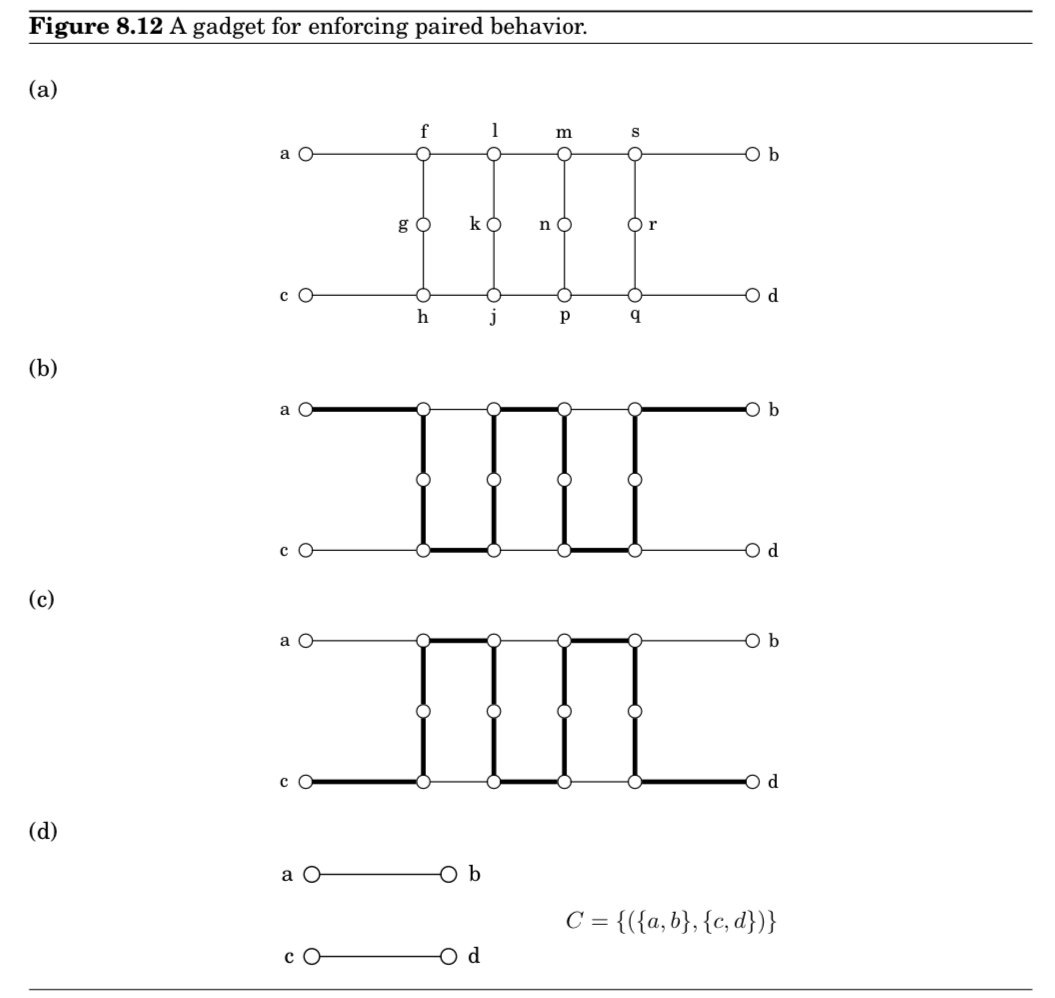 Figure 8.12 A gadget for enforcing paired behavior.
(a)
f l m s
a b
g k n r
c d
h j p q
(b)
a b
c d
(c)
a b
c d
(d)
a b
C = {({a, b}, {c, d})}
c d